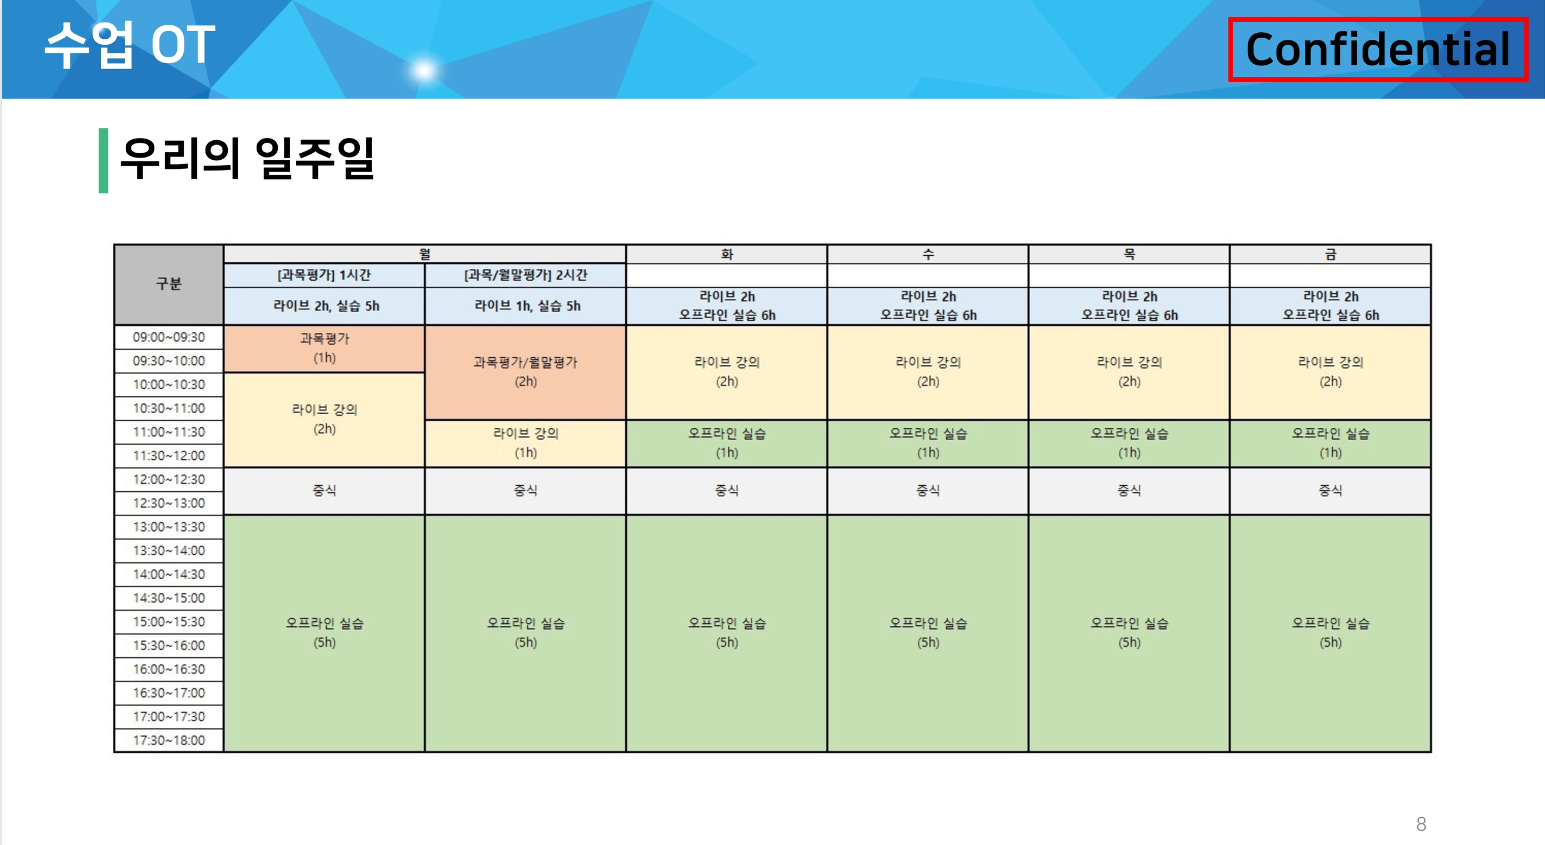 수업 OT
Confidential
우리의 일주일
구분 월 화 수 목 금
[과목평가] 1시간 [과목/월말평가] 2시간
라이브 2h, 실습 5h 라이브 1h, 실습 5h 라이브 2h 라이브 2h 라이브 2h 라이브 2h
오프라인 실습 6h 오프라인 실습 6h 오프라인 실습 6h 오프라인 실습 6h
09:00~09:30 과목평가
(1h)
09:30~10:00 과목평가/월말평가 라이브 강의 라이브 강의 라이브 강의 라이브 강의
(2h) (2h) (2h) (2h) (2h)
10:00~10:30
10:30~11:00 라이브 강의
(2h)
11:00~11:30 라이브 강의 오프라인 실습 오프라인 실습 오프라인 실습 오프라인 실습
11:30~12:00 (1h) (1h) (1h) (1h) (1h)
12:00~12:30 중식 중식 중식 중식 중식 중식
12:30~13:00
13:00~13:30
13:30~14:00
14:00~14:30
14:30~15:00
15:00~15:30 오프라인 실습 오프라인 실습 오프라인 실습 오프라인 실습 오프라인 실습 오프라인 실습
15:30~16:00 (5h) (5h) (5h) (5h) (5h) (5h)
16:00~16:30
16:30~17:00
17:00~17:30
17:30~18:00
8